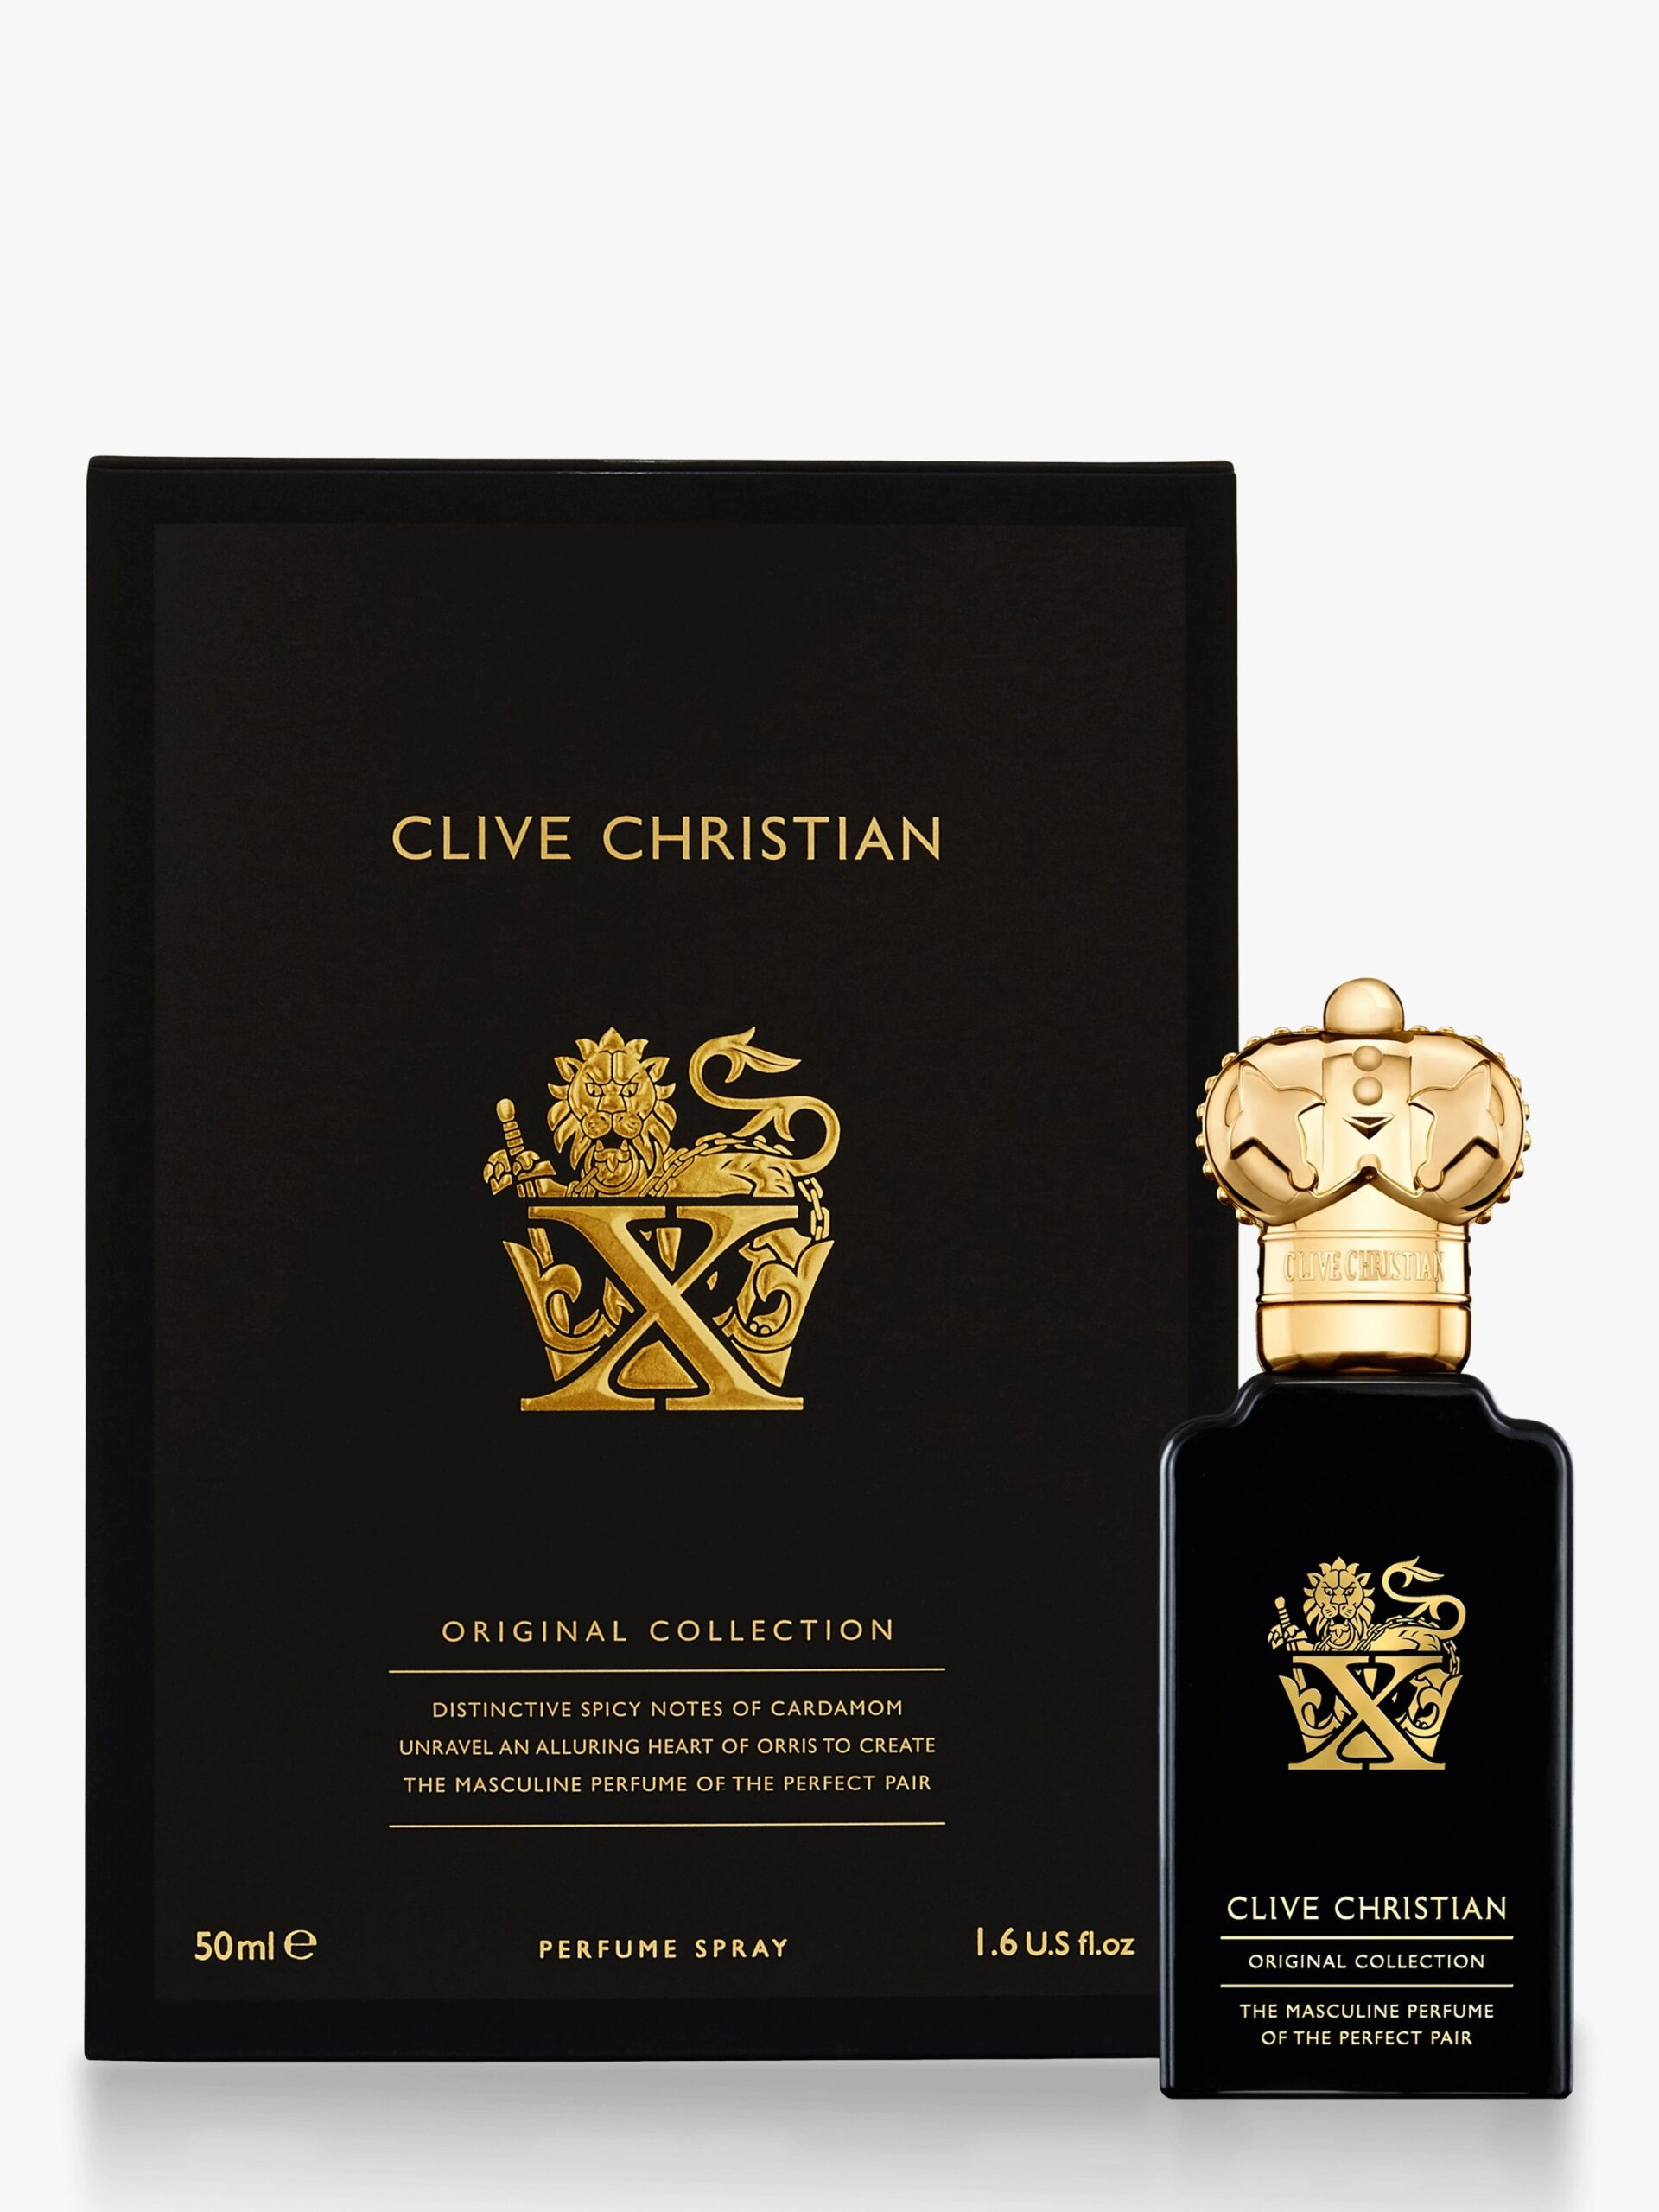 CLIVE CHRISTIAN
X
ORIGINAL COLLECTION
DISTINCTIVE SPICY NOTES OF CARDAMOM
UNRAVEL AN ALLURING HEART OF ORRIS TO CREATE
THE MASCULINE PERFUME OF THE PERFECT PAIR
50ml ℮
PERFUME SPRAY
1.6 U.S fl.oz
CLIVE CHRISTIAN
X
CLIVE CHRISTIAN
ORIGINAL COLLECTION
THE MASCULINE PERFUME
OF THE PERFECT PAIR